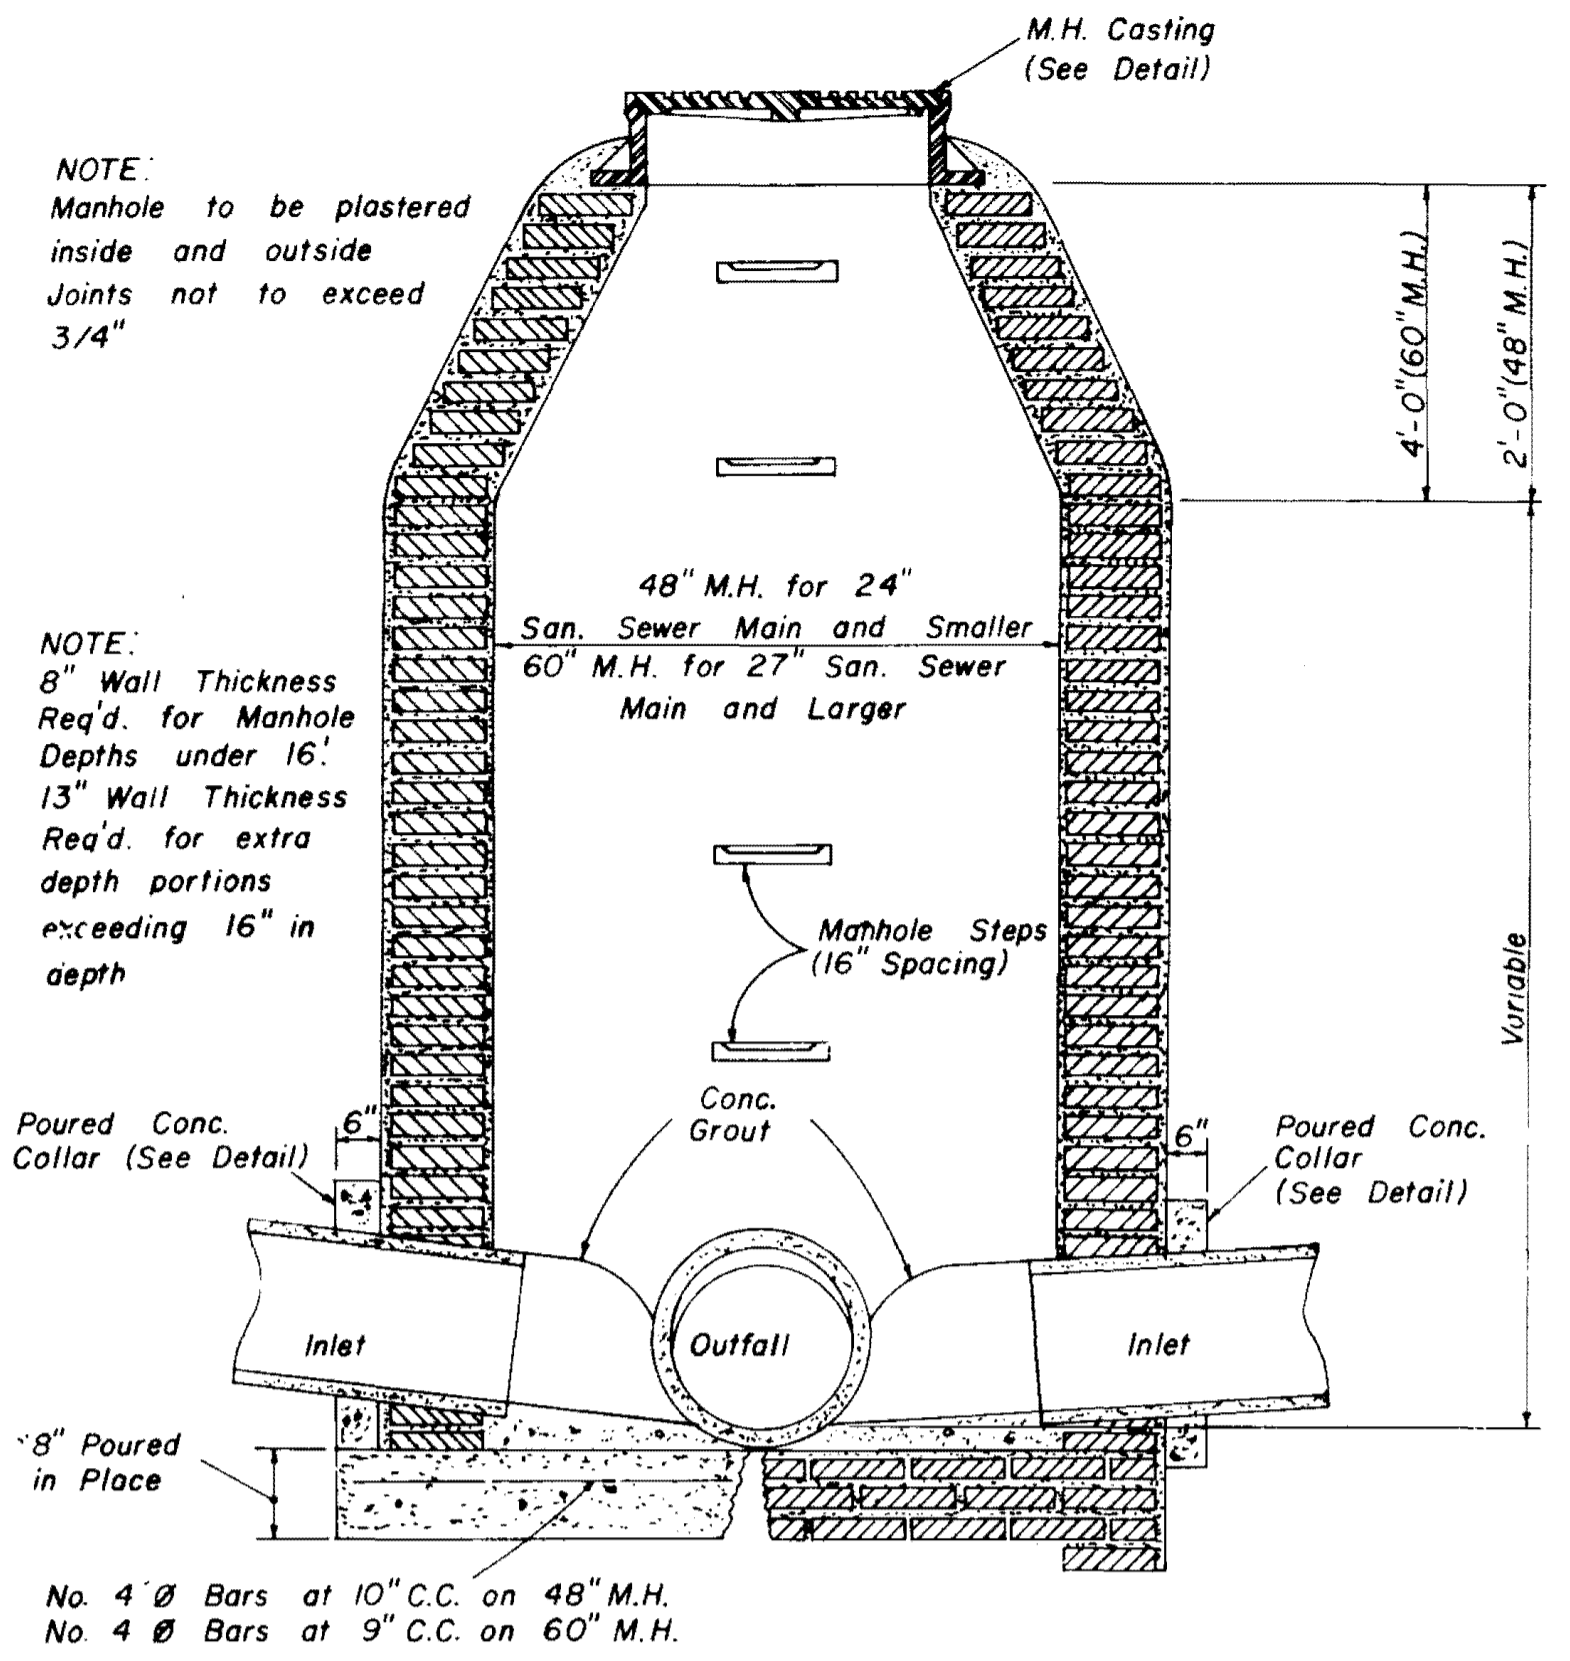 M.H. Casting
(See Detail)
NOTE:
Manhole to be plastered
inside and outside
Joints not to exceed
3/4"
4'-0"(60" M.H.)
2'-0"(48" M.H.)
48" M.H. for 24"
San. Sewer Main and Smaller
60" M.H. for 27" San. Sewer
Main and Larger
NOTE:
8" Wall Thickness
Req'd. for Manhole
Depths under 16'.
13" Wall Thickness
Req'd. for extra
depth portions
exceeding 16" in
depth
Manhole Steps
(16" Spacing)
Variable
Conc.
Grout
Poured Conc.
Collar (See Detail)
6"
6"
Poured Conc.
Collar
(See Detail)
Inlet
Outfall
Inlet
8" Poured
in Place
No. 4 Ø Bars at 10" C.C. on 48" M.H.
No. 4 Ø Bars at 9" C.C. on 60" M.H.